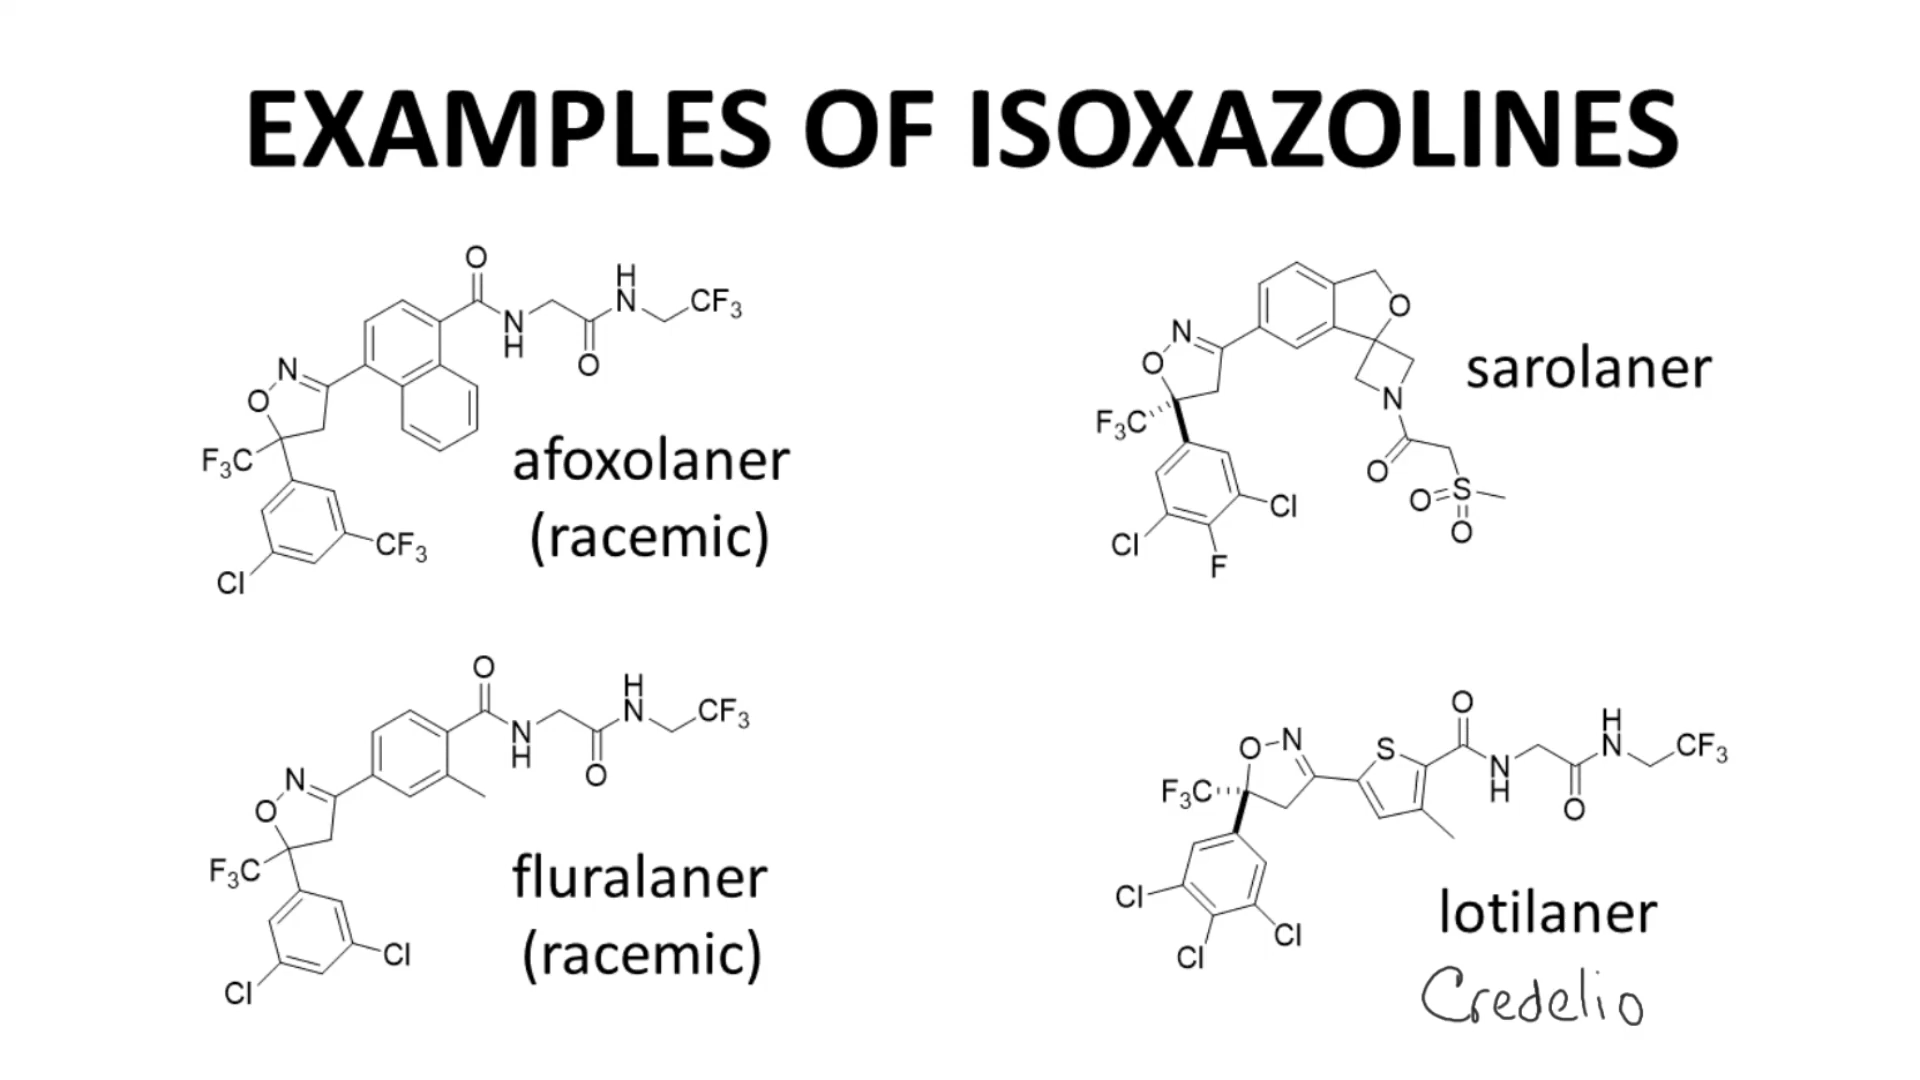 EXAMPLES OF ISOXAZOLINES
O
H
N
CF3
N
H
O
N
O
F3C
CF3
Cl
afoxolaner
(racemic)
O
N
O
F3C
N
O
Cl
Cl
F
O
S
O
sarolaner
O
H
N
CF3
N
H
O
N
O
F3C
Cl
Cl
fluralaner
(racemic)
O
H
N
CF3
N
H
O
S
O
N
F3C
Cl
Cl
Cl
lotilaner
Credelio